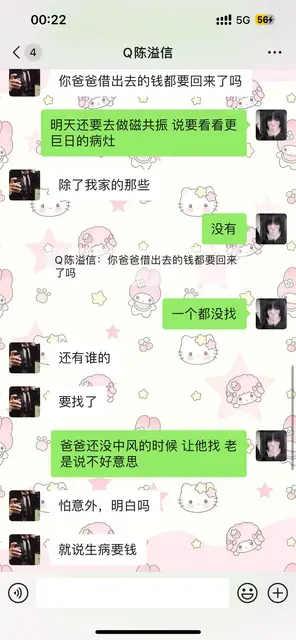 00:22
5G
56
4
Q陈溢信
你爸爸借出去的钱都要回来了吗
明天还要去做磁共振 说要看看更
巨日的病灶
除了我家的那些
没有
Q陈溢信：你爸爸借出去的钱都要回来
了吗
一个都没找
还有谁的
要找了
爸爸还没中风的时候 让他找 老
是说不好意思
怕意外，明白吗
就说生病要钱